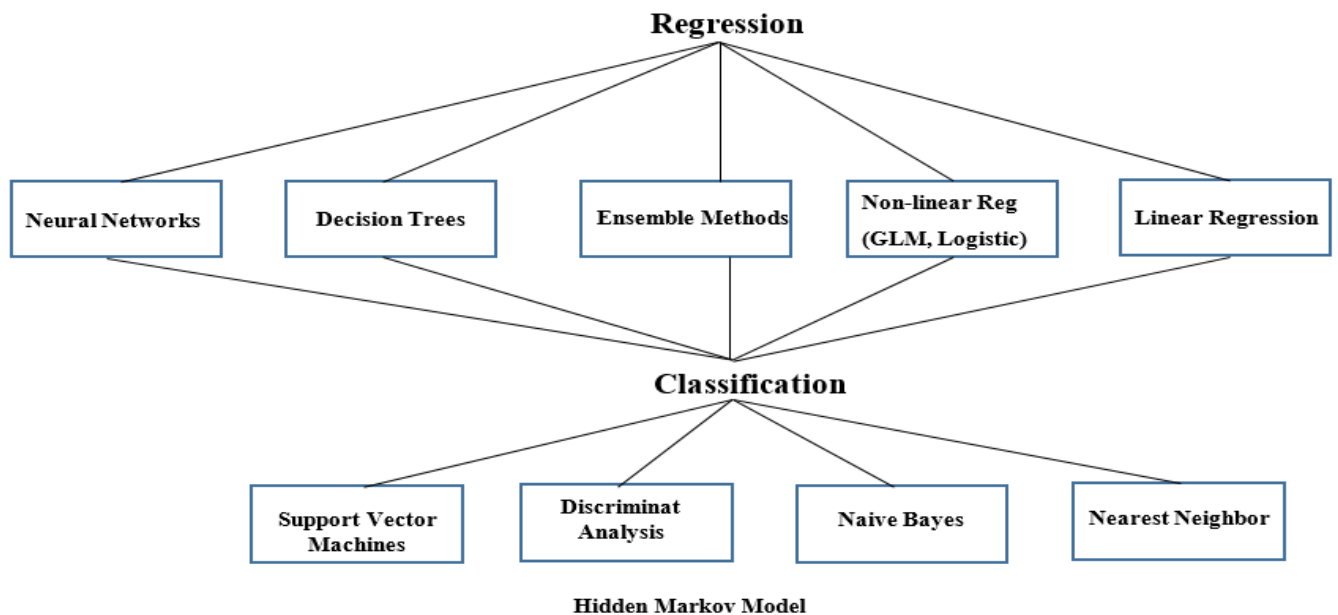 Regression
Neural Networks
Decision Trees
Ensemble Methods
Non-linear Reg
(GLM, Logistic)
Linear Regression
Classification
Support Vector
Machines
Discriminat
Analysis
Naive Bayes
Nearest Neighbor
Hidden Markov Model